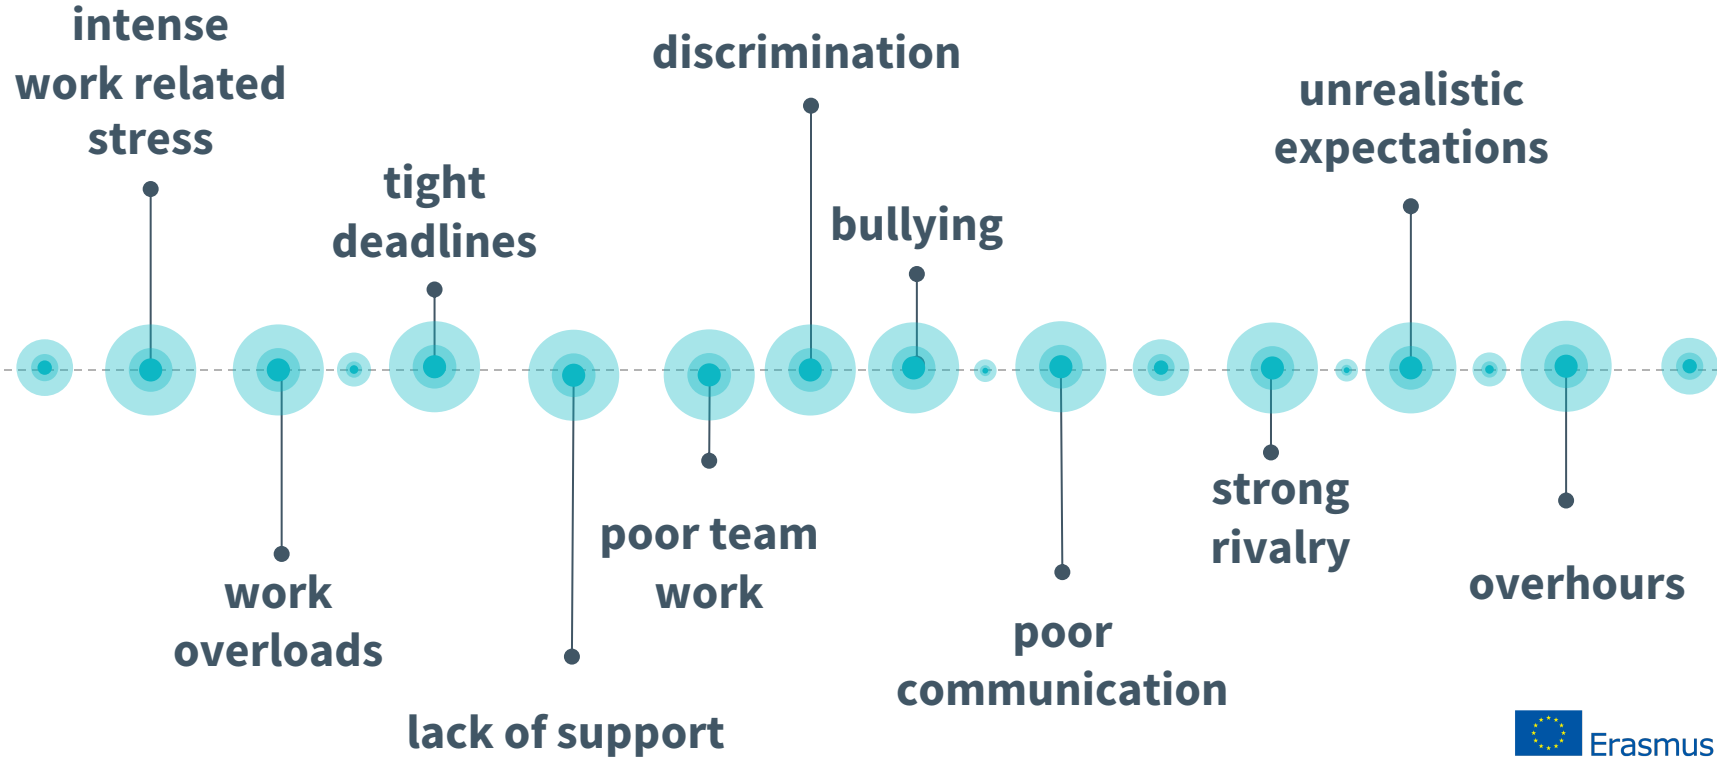 intense
work related
stress
work
overloads
tight
deadlines
lack of support
poor team
work
discrimination
bullying
poor
communication
strong
rivalry
unrealistic
expectations
overhours
Erasmus